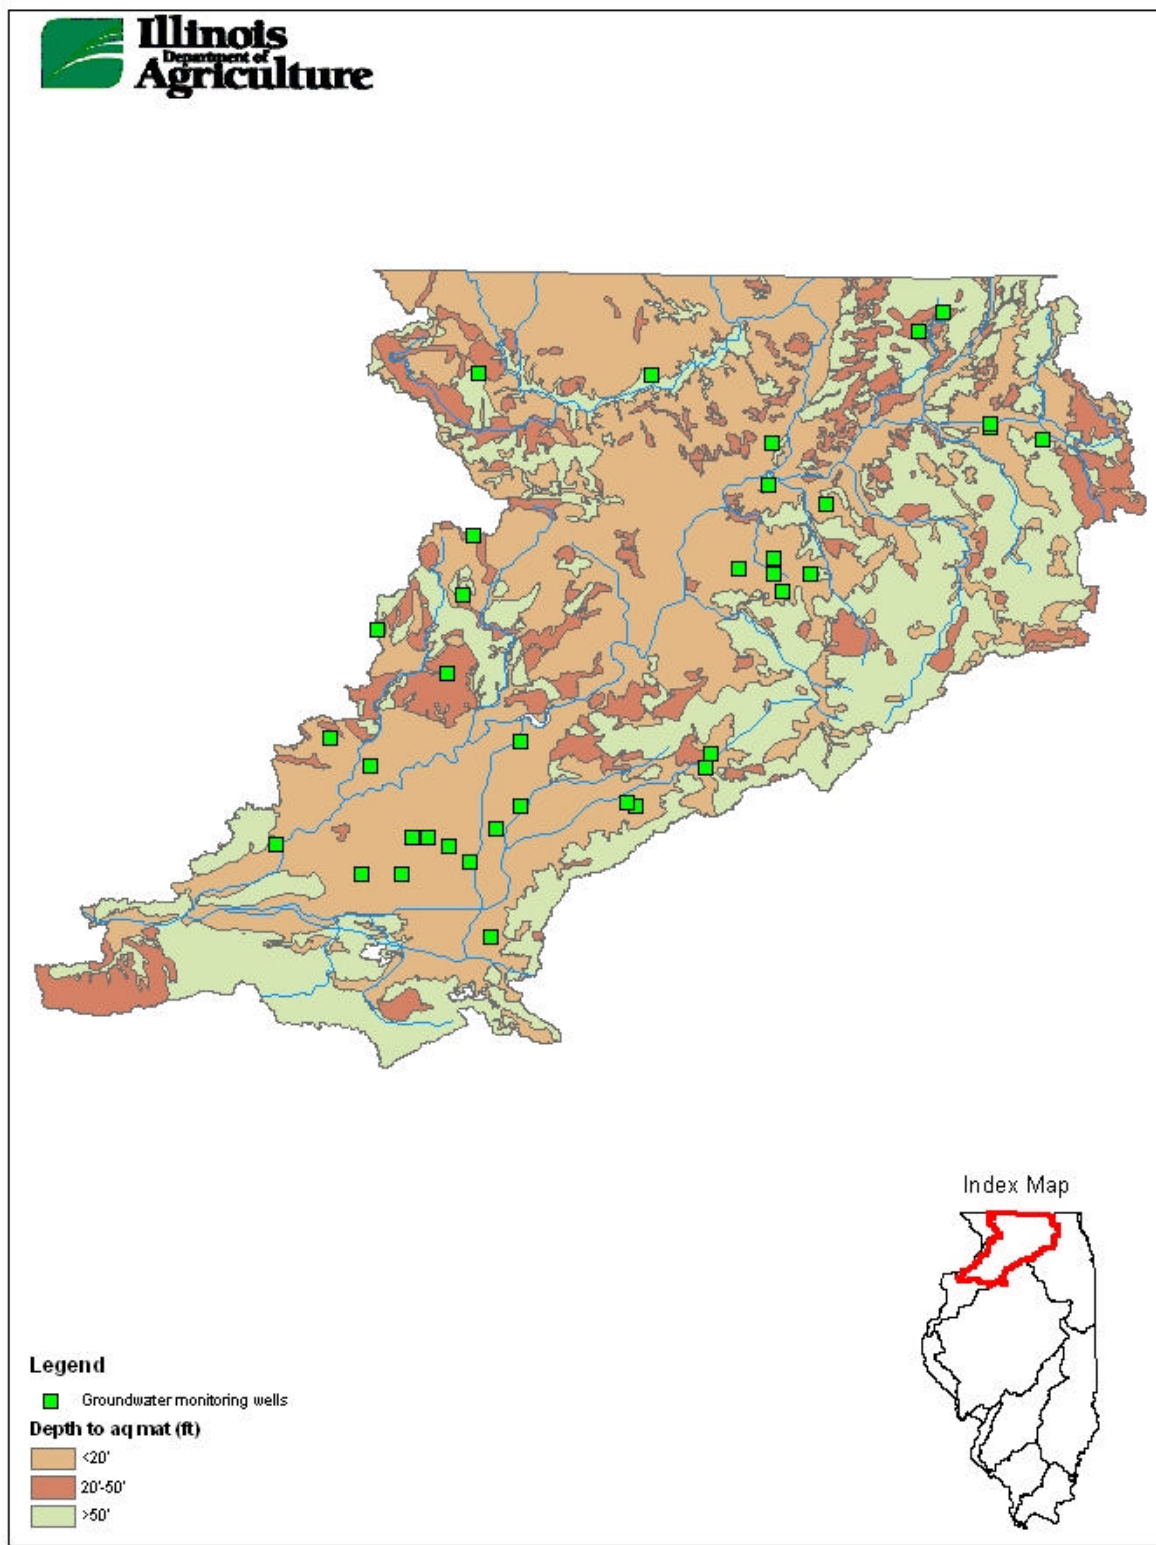 Illinois
Department of
Agriculture
Index Map
Legend
Groundwater monitoring wells
Depth to aq mat (ft)
<20'
20'-50'
>50'